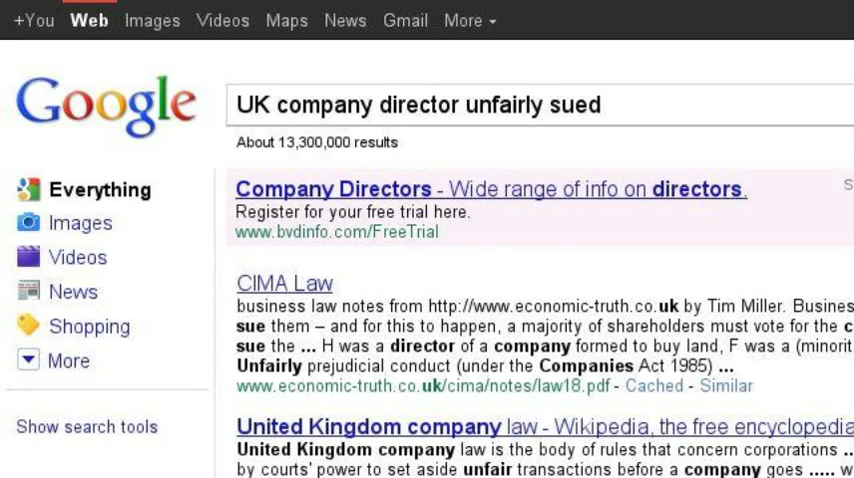 +You Web Images Videos Maps News Gmail More
Google
UK company director unfairly sued
About 13,300,000 results
Everything
Images
Videos
News
Shopping
More
Show search tools
Company Directors - Wide range of info on directors.
S
Register for your free trial here.
www.bvdinfo.com/FreeTrial
CIMA Law
business law notes from http://www.economic-truth.co.uk by Tim Miller. Busines
sue them – and for this to happen, a majority of shareholders must vote for the c
sue the ... H was a director of a company formed to buy land, F was a (minorit
Unfairly prejudicial conduct (under the Companies Act 1985) ...
www.economic-truth.co.uk/cima/notes/law18.pdf - Cached - Similar
United Kingdom company law - Wikipedia, the free encyclopedia
United Kingdom company law is the body of rules that concern corporations ...
by courts' power to set aside unfair transactions before a company goes ..... w